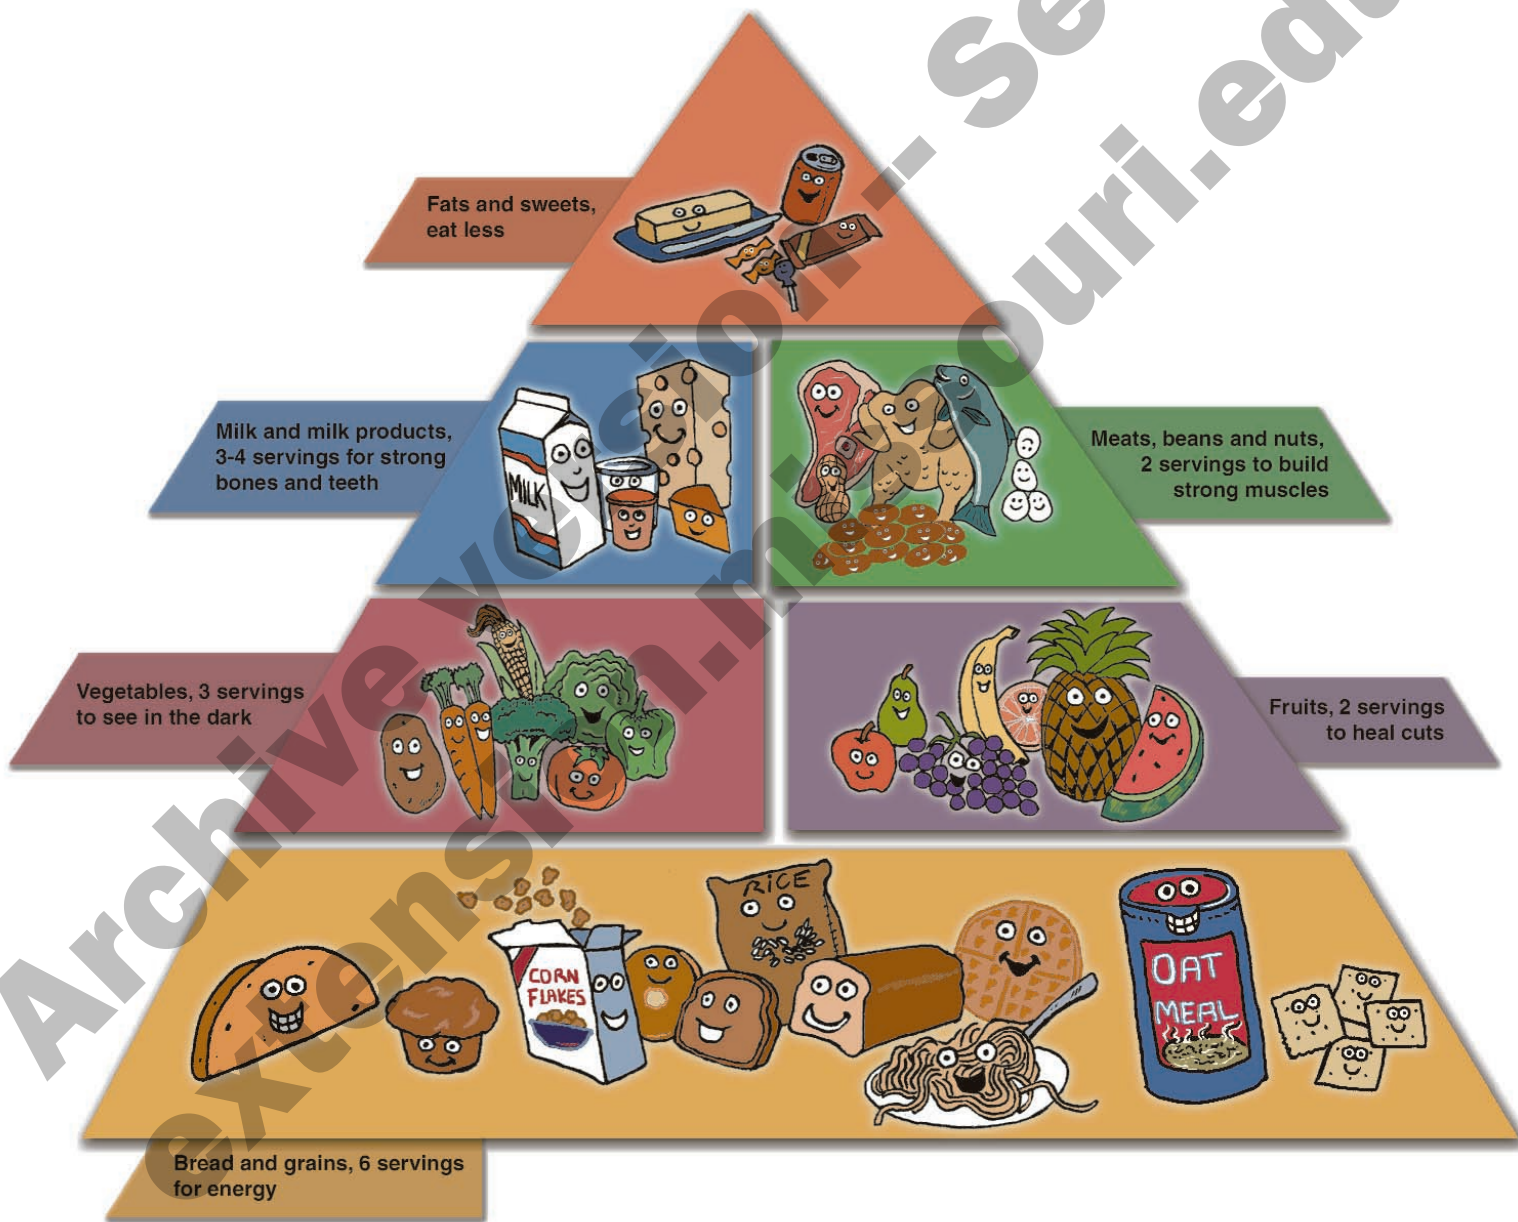 Fats and sweets,
eat less
Milk and milk products,
3-4 servings for strong
bones and teeth
MILK
Meats, beans and nuts,
2 servings to build
strong muscles
Vegetables, 3 servings
to see in the dark
Fruits, 2 servings
to heal cuts
RICE
CORN
FLAKES
OAT
MEAL
Bread and grains, 6 servings
for energy
Archive version -- Se
extension.missouri.edu